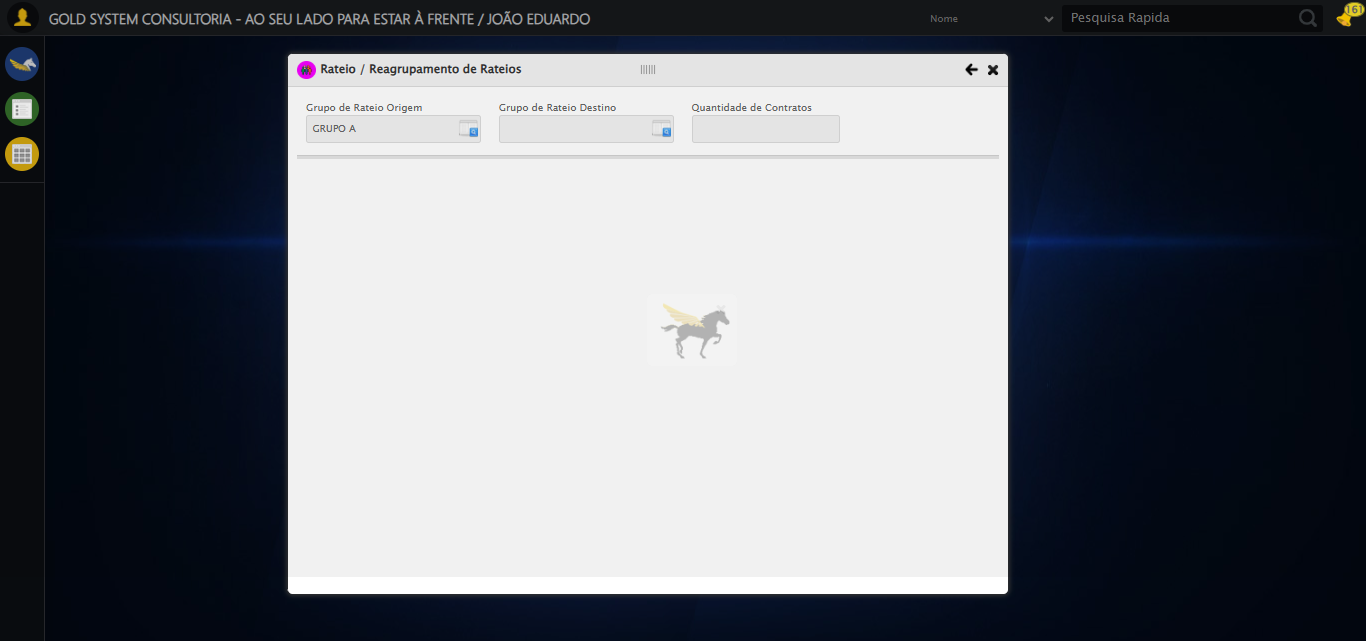 GOLD SYSTEM CONSULTORIA - AO SEU LADO PARA ESTAR À FRENTE / JOÃO EDUARDO
Nome
Pesquisa Rapida
161
Rateio / Reagrupamento de Rateios
Grupo de Rateio Origem
Grupo de Rateio Destino
Quantidade de Contratos
GRUPO A